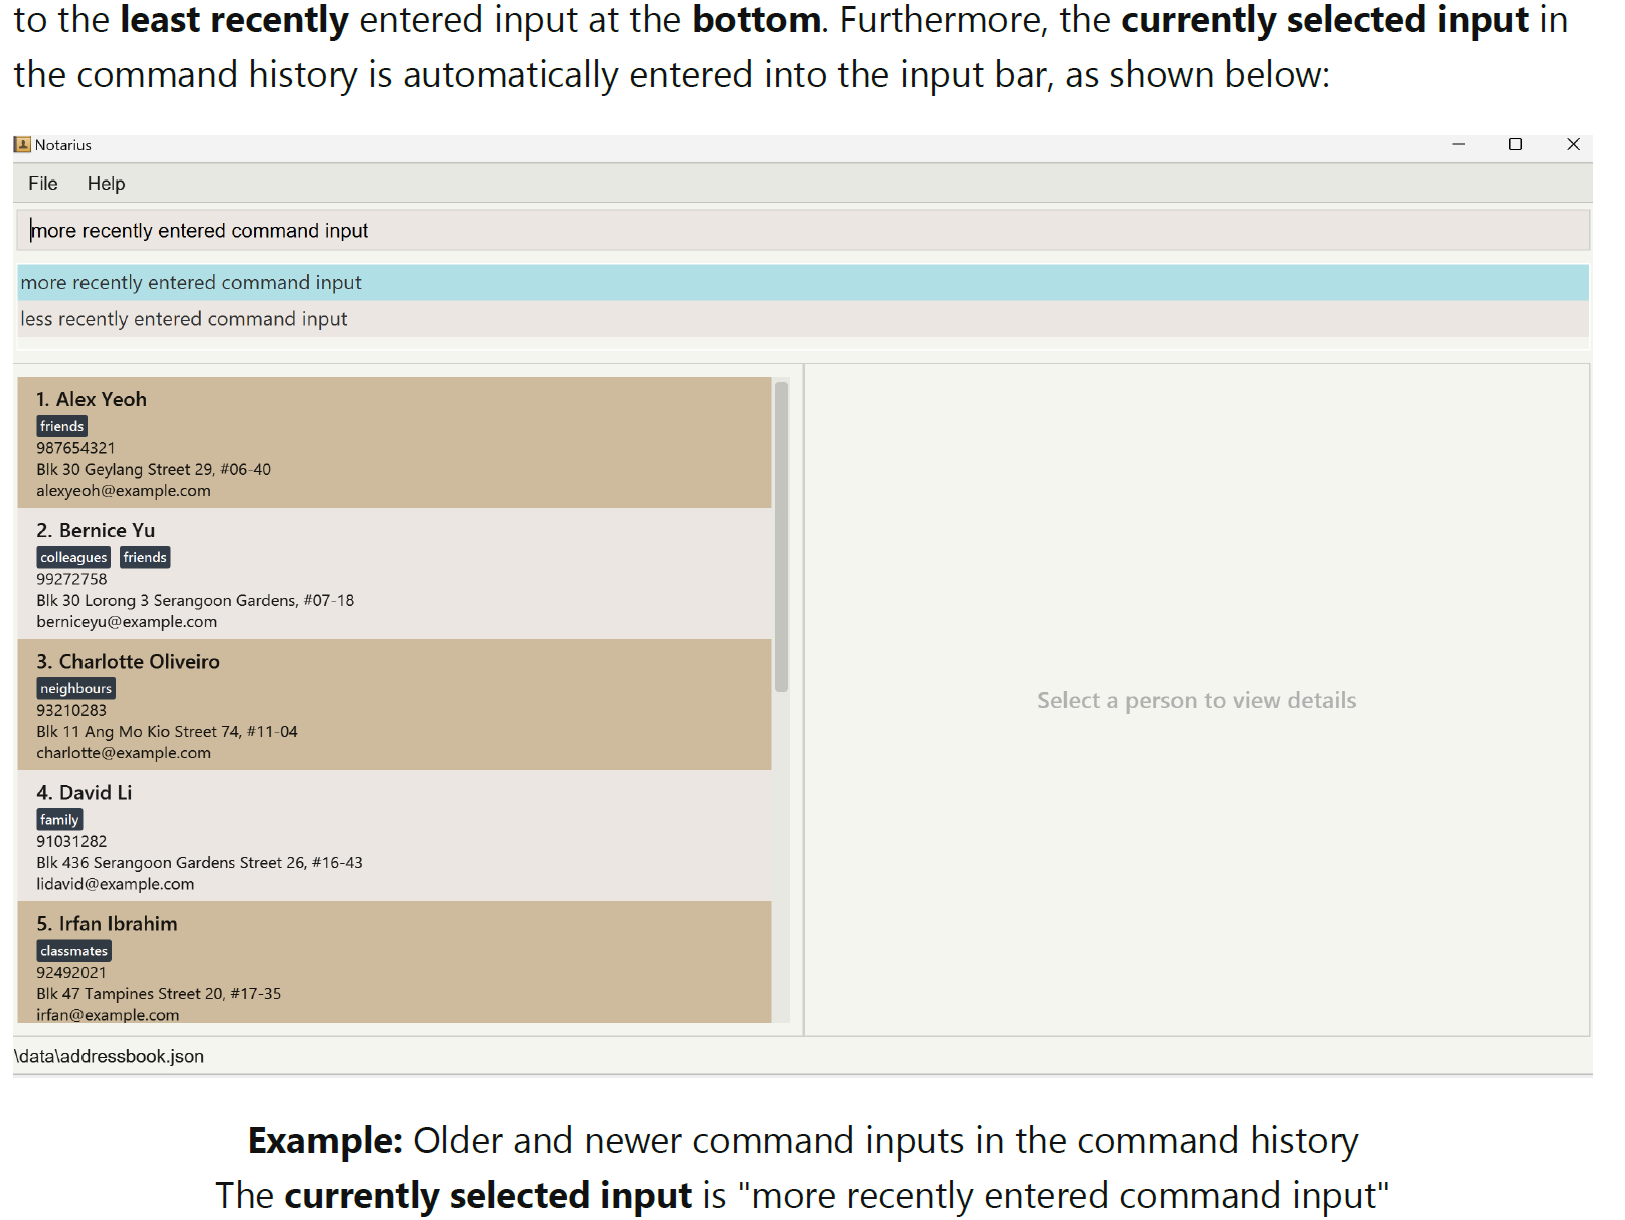 to the least recently entered input at the bottom. Furthermore, the currently selected input in
the command history is automatically entered into the input bar, as shown below:
Notarius
File Help
more recently entered command input
more recently entered command input
less recently entered command input
1. Alex Yeoh
friends
987654321
Blk 30 Geylang Street 29, #06-40
alexyeoh@example.com
2. Bernice Yu
colleagues friends
99272758
Blk 30 Lorong 3 Serangoon Gardens, #07-18
berniceyu@example.com
3. Charlotte Oliveiro
neighbours
93210283
Blk 11 Ang Mo Kio Street 74, #11-04
charlotte@example.com
4. David Li
family
91031282
Blk 436 Serangoon Gardens Street 26, #16-43
lidavid@example.com
5. Irfan Ibrahim
classmates
92492021
Blk 47 Tampines Street 20, #17-35
irfan@example.com
Select a person to view details
\data\addressbook.json
Example: Older and newer command inputs in the command history
The currently selected input is "more recently entered command input"